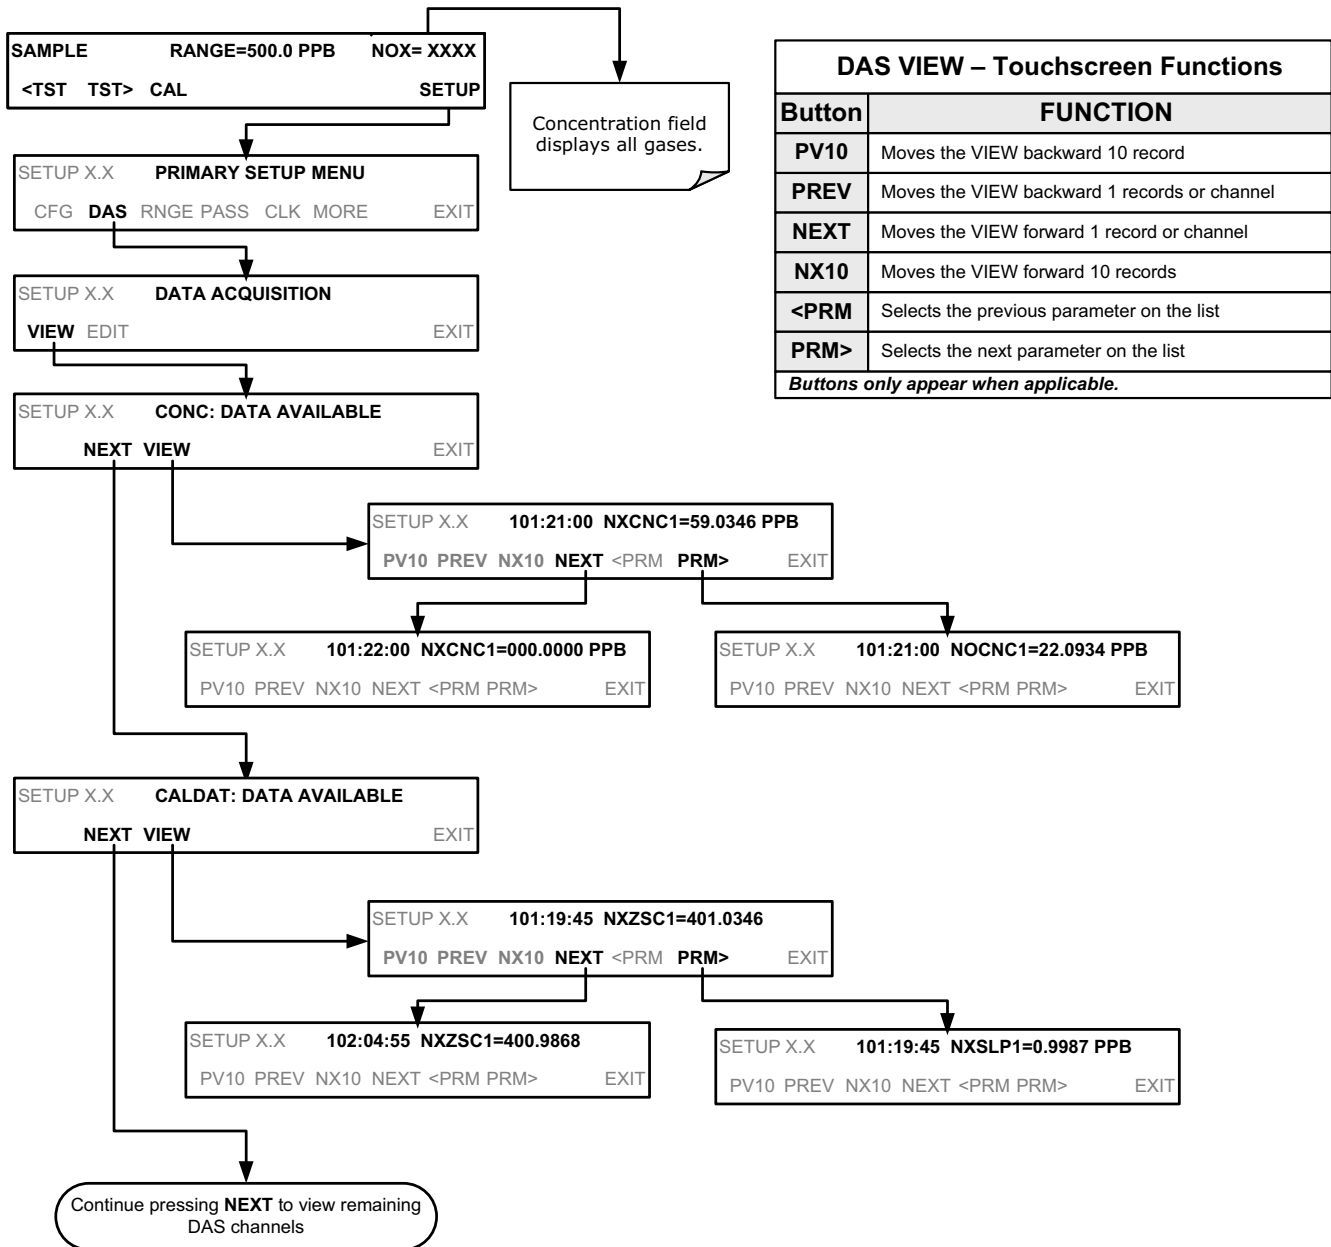 SAMPLE RANGE=500.0 PPB NOX= XXXX
<TST TST> CAL SETUP
Concentration field
displays all gases.
SETUP X.X PRIMARY SETUP MENU
CFG DAS RNGE PASS CLK MORE EXIT
SETUP X.X DATA ACQUISITION
VIEW EDIT EXIT
SETUP X.X CONC: DATA AVAILABLE
NEXT VIEW EXIT
SETUP X.X 101:21:00 NXCNC1=59.0346 PPB
PV10 PREV NX10 NEXT <PRM PRM> EXIT
SETUP X.X 101:22:00 NXCNC1=000.0000 PPB
PV10 PREV NX10 NEXT <PRM PRM> EXIT
SETUP X.X 101:21:00 NOCNC1=22.0934 PPB
PV10 PREV NX10 NEXT <PRM PRM> EXIT
SETUP X.X CALDAT: DATA AVAILABLE
NEXT VIEW EXIT
SETUP X.X 101:19:45 NXZSC1=401.0346
PV10 PREV NX10 NEXT <PRM PRM> EXIT
SETUP X.X 102:04:55 NXZSC1=400.9868
PV10 PREV NX10 NEXT <PRM PRM> EXIT
SETUP X.X 101:19:45 NXSLP1=0.9987 PPB
PV10 PREV NX10 NEXT <PRM PRM> EXIT
Continue pressing NEXT to view remaining
DAS channels
DAS VIEW – Touchscreen Functions
Button FUNCTION
PV10 Moves the VIEW backward 10 record
PREV Moves the VIEW backward 1 records or channel
NEXT Moves the VIEW forward 1 record or channel
NX10 Moves the VIEW forward 10 records
<PRM Selects the previous parameter on the list
PRM> Selects the next parameter on the list
Buttons only appear when applicable.